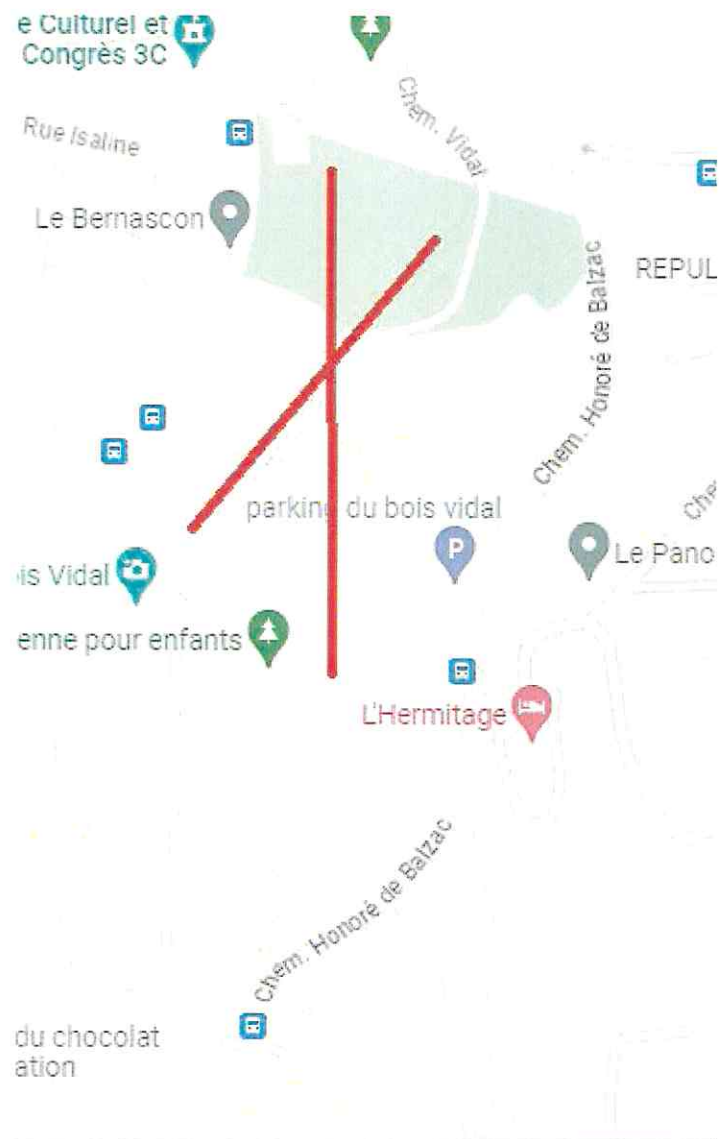 e Culturel et
Congrès 3C
Chem. Vidal
Rue Isaline
Le Bernascon
REPUL
Chem. Honoré de Balzac
parking du bois vidal
P
Che
Le Pano
is Vidal
enne pour enfants
L'Hermitage
Chem. Honoré de Balzac
du chocolat
ation